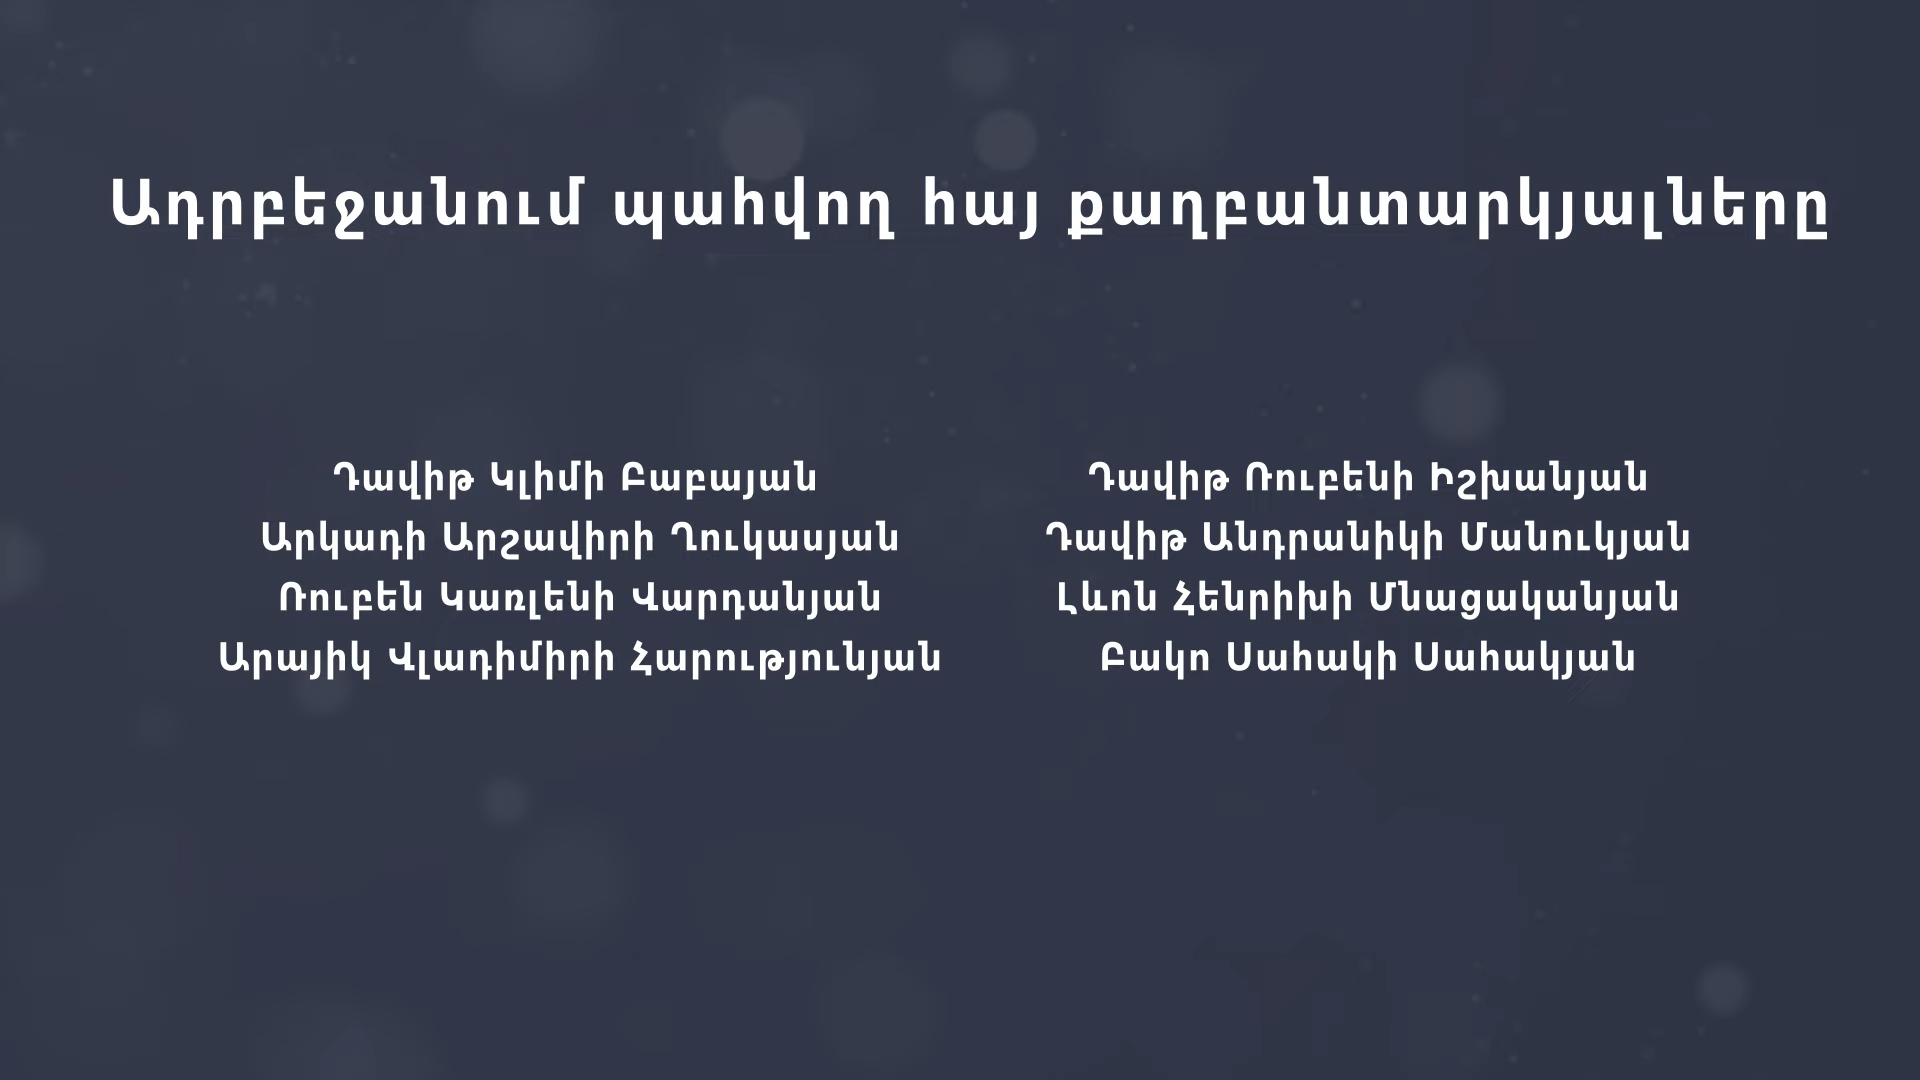 Ադրբեջանում պահվող հայ քաղբանտարկյալները
Դավիթ Կլիմի Բաբայան
Արկադի Արշավիրի Ղուկասյան
Ռուբեն Կառլենի Վարդանյան
Արայիկ Վլադիմիրի Հարությունյան
Դավիթ Ռուբենի Իշխանյան
Դավիթ Անդրանիկի Մանուկյան
Լևոն Հենրիխի Մնացականյան
Բակո Սահակի Սահակյան